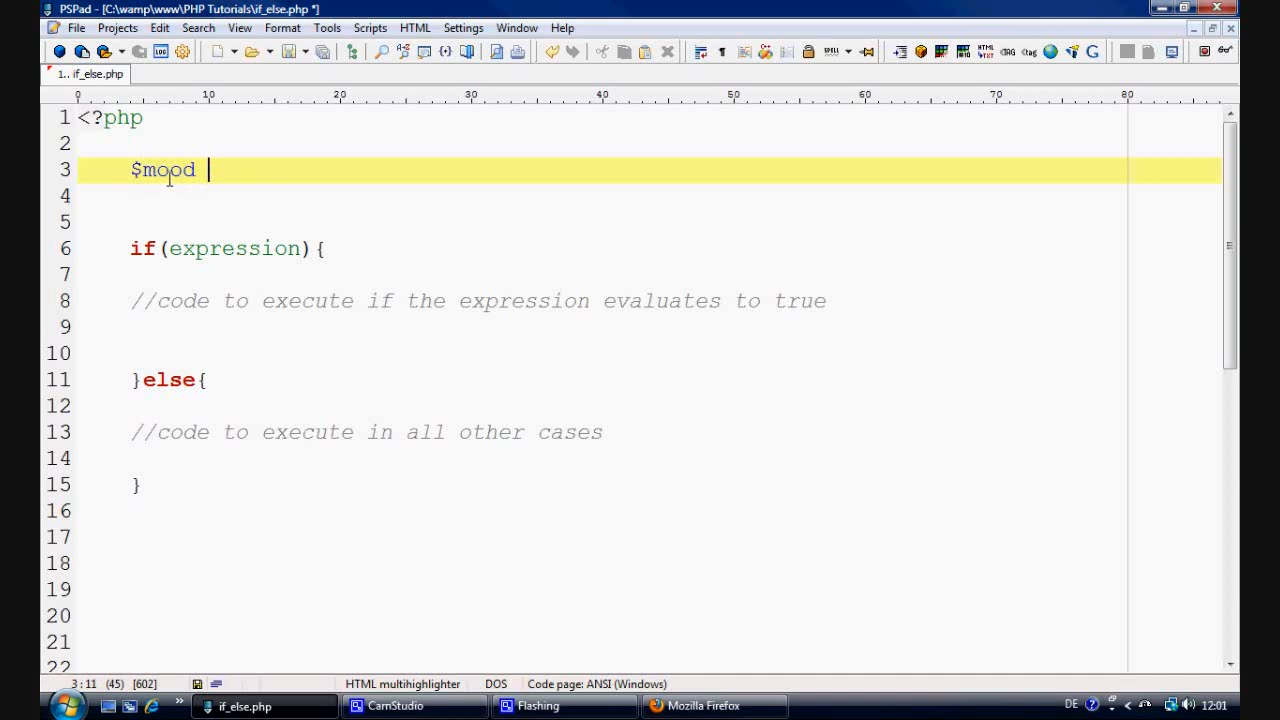 PSPad - [C:\wamp\www\PHP Tutorials\if_else.php *]
File Projects Edit Search View Format Tools Scripts HTML Settings Window Help
1.. if_else.php
0 10 20 30 40 50 60 70 80
1 <?php
2
3 $mood
4
5
6 if(expression){
7
8 //code to execute if the expression evaluates to true
9
10
11 }else{
12
13 //code to execute in all other cases
14
15 }
16
17
18
19
20
21
22
3:11 (45) [602] HTML multihighlighter DOS Code page: ANSI (Windows)
if_else.php CamStudio Flashing Mozilla Firefox DE 12:01